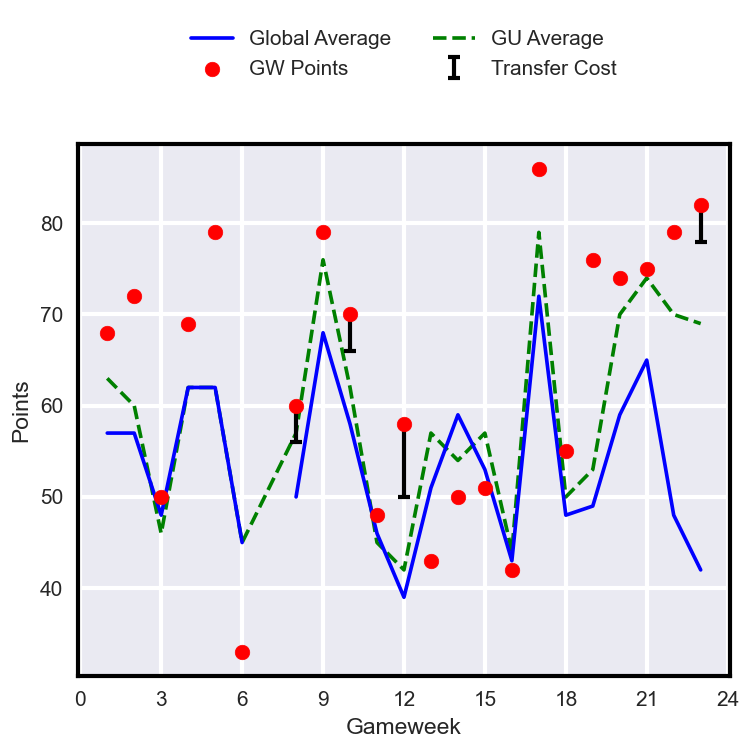 Global Average GU Average
GW Points Transfer Cost
80
70
60
50
40
Points
0 3 6 9 12 15 18 21 24
Gameweek